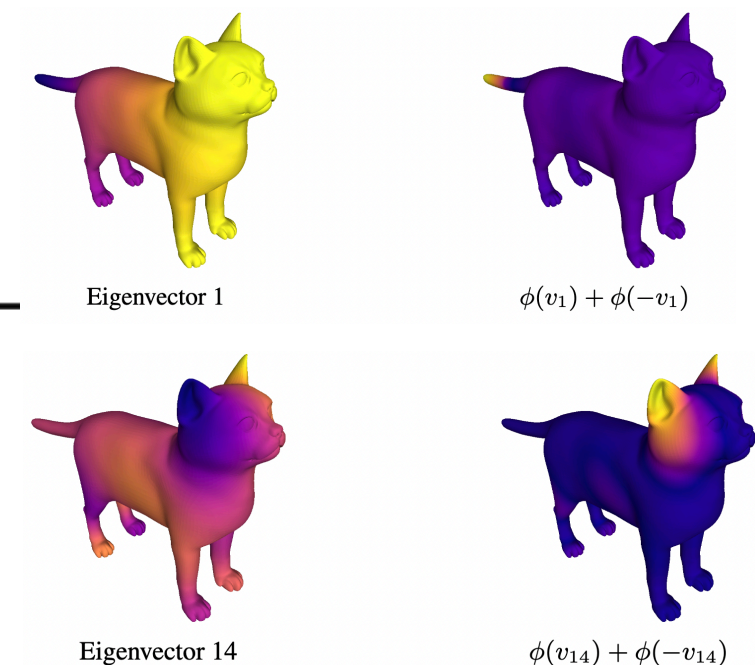 Eigenvector 1
ϕ(v₁) + ϕ(−v₁)
Eigenvector 14
ϕ(v₁₄) + ϕ(−v₁₄)